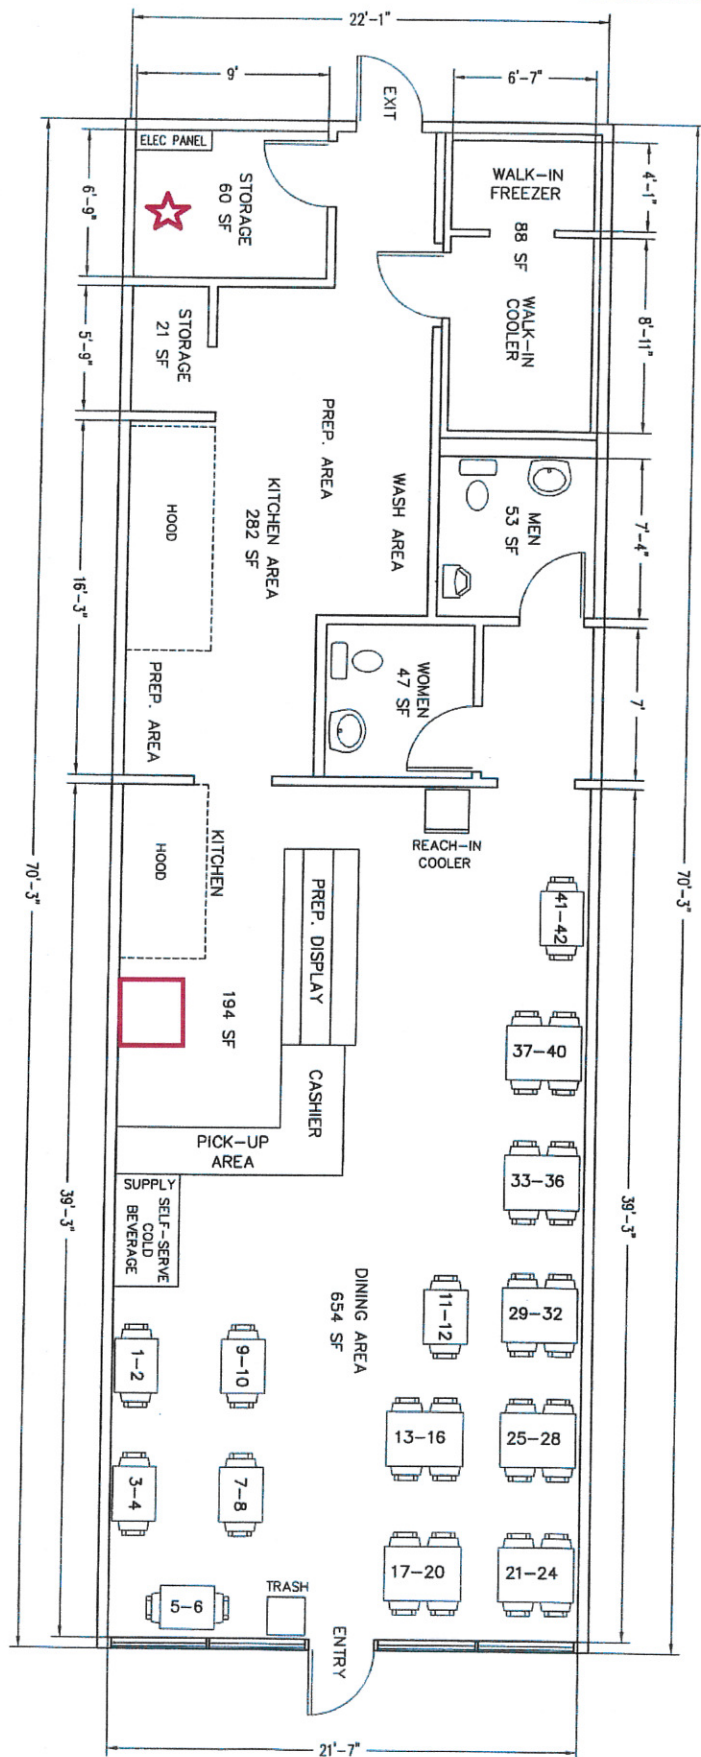 22'-1"
9'
6'-7"
EXIT
ELEC PANEL
STORAGE
60 SF
WALK-IN
FREEZER
88 SF
WALK-IN
COOLER
4'-1"
8'-11"
6'-9"
5'-9"
STORAGE
21 SF
PREP. AREA
WASH AREA
KITCHEN AREA
282 SF
HOOD
MEN
53 SF
7'-4"
16'-3"
PREP. AREA
WOMEN
47 SF
7'
REACH-IN
COOLER
KITCHEN
HOOD
PREP. DISPLAY
194 SF
70'-3"
70'-3"
CASHIER
PICK-UP
AREA
SUPPLY
SELF-SERVE
COLD
BEVERAGE
39'-3"
39'-3"
DINING AREA
654 SF
41-42
37-40
33-36
29-32
11-12
1-2
9-10
13-16
25-28
3-4
7-8
17-20
21-24
5-6
TRASH
ENTRY
21'-7"